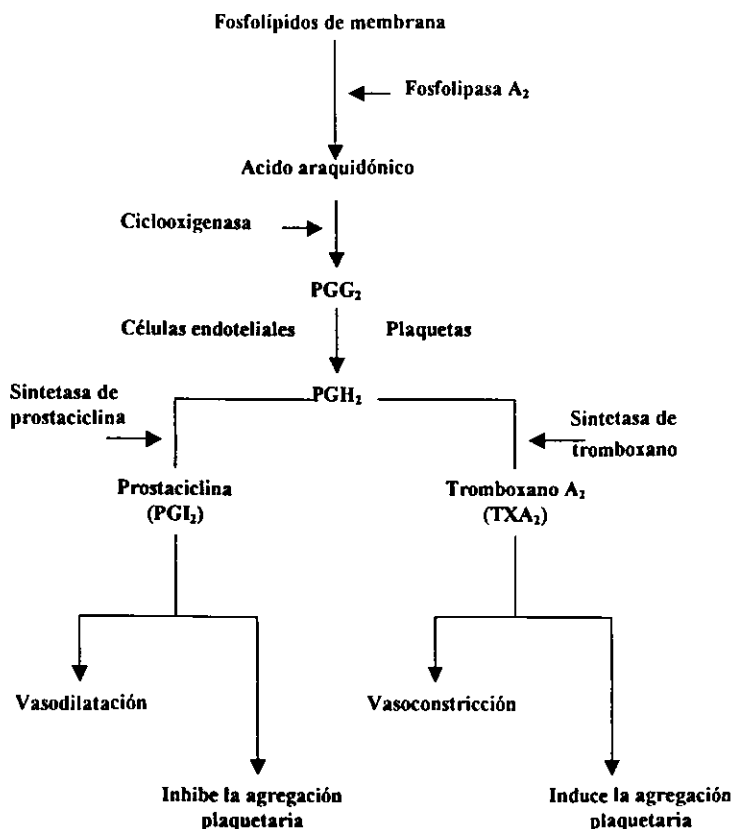 Fosfolípidos de membrana
Fosfolipasa A₂
Acido araquidónico
Ciclooxigenasa
PGG₂
Células endoteliales
Plaquetas
PGH₂
Sintetasa de
prostaciclina
Sintetasa de
tromboxano
Prostaciclina
(PGI₂)
Tromboxano A₂
(TXA₂)
Vasodilatación
Vasoconstricción
Inhibe la agregación
plaquetaria
Induce la agregación
plaquetaria